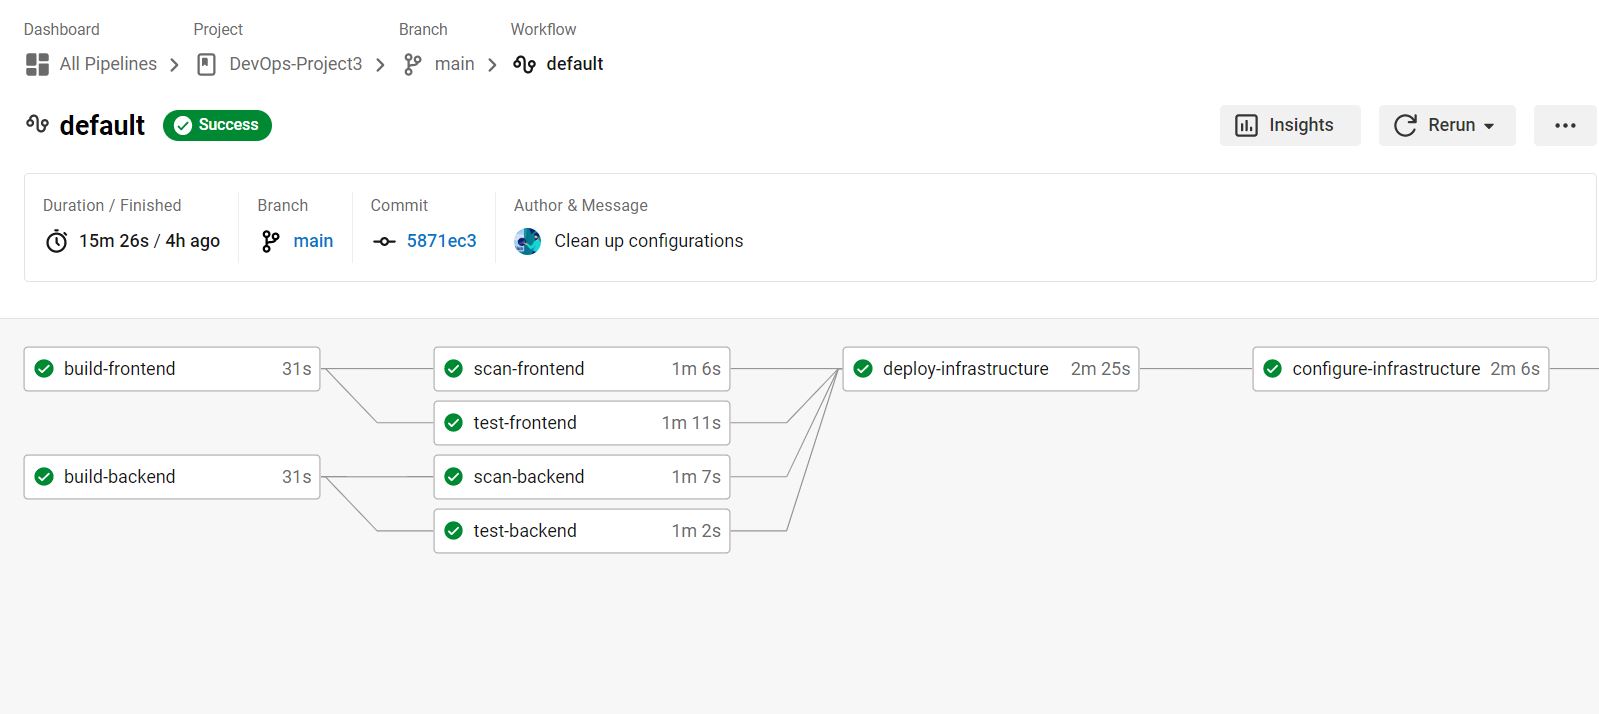 Dashboard Project Branch Workflow
All Pipelines DevOps-Project3 main default
default Success Insights Rerun
Duration / Finished Branch Commit Author & Message
15m 26s / 4h ago main 5871ec3 Clean up configurations
build-frontend 31s scan-frontend 1m 6s deploy-infrastructure 2m 25s configure-infrastructure 2m 6s
test-frontend 1m 11s
build-backend 31s scan-backend 1m 7s
test-backend 1m 2s